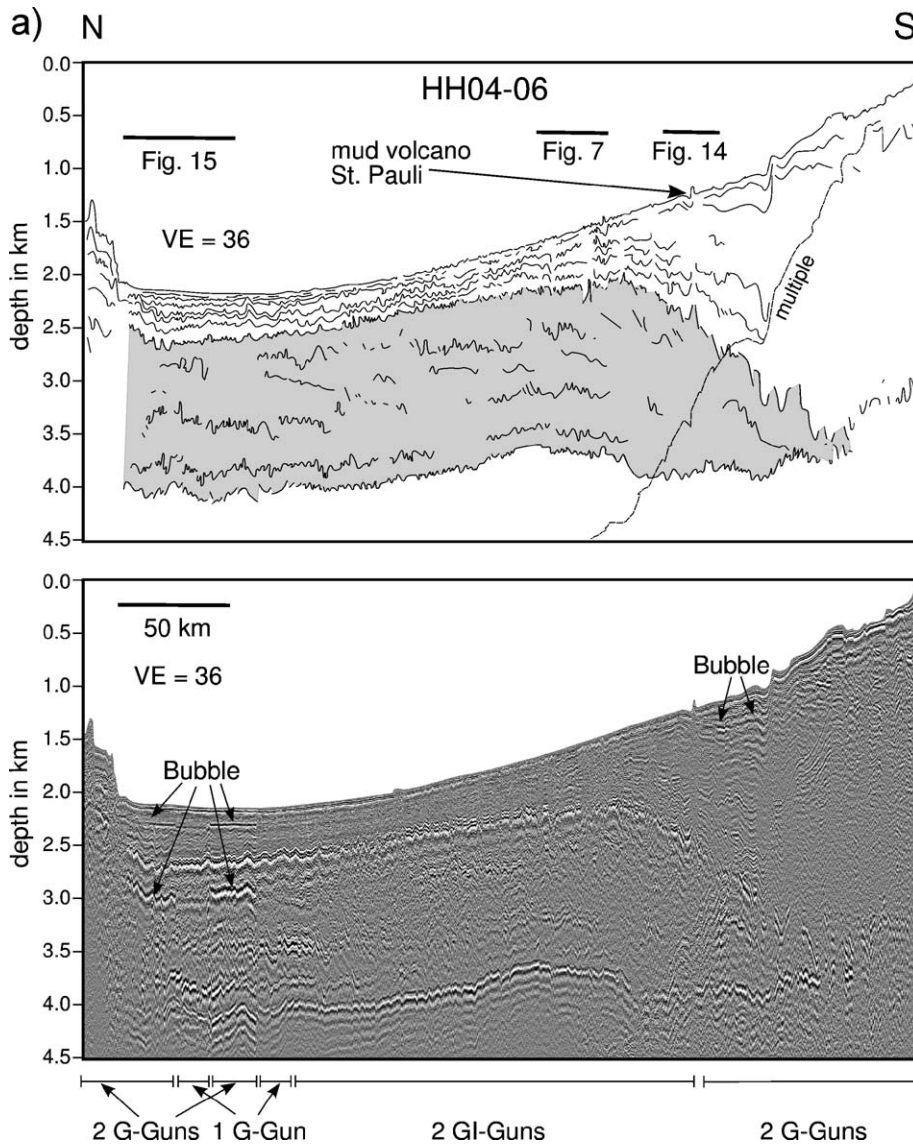 a) N S
HH04-06
Fig. 15
Fig. 7
Fig. 14
mud volcano
St. Pauli
VE = 36
multiple
depth in km
0.0
0.5
1.0
1.5
2.0
2.5
3.0
3.5
4.0
4.5
50 km
VE = 36
Bubble
Bubble
depth in km
0.0
0.5
1.0
1.5
2.0
2.5
3.0
3.5
4.0
4.5
2 G-Guns 1 G-Gun 2 GI-Guns 2 G-Guns